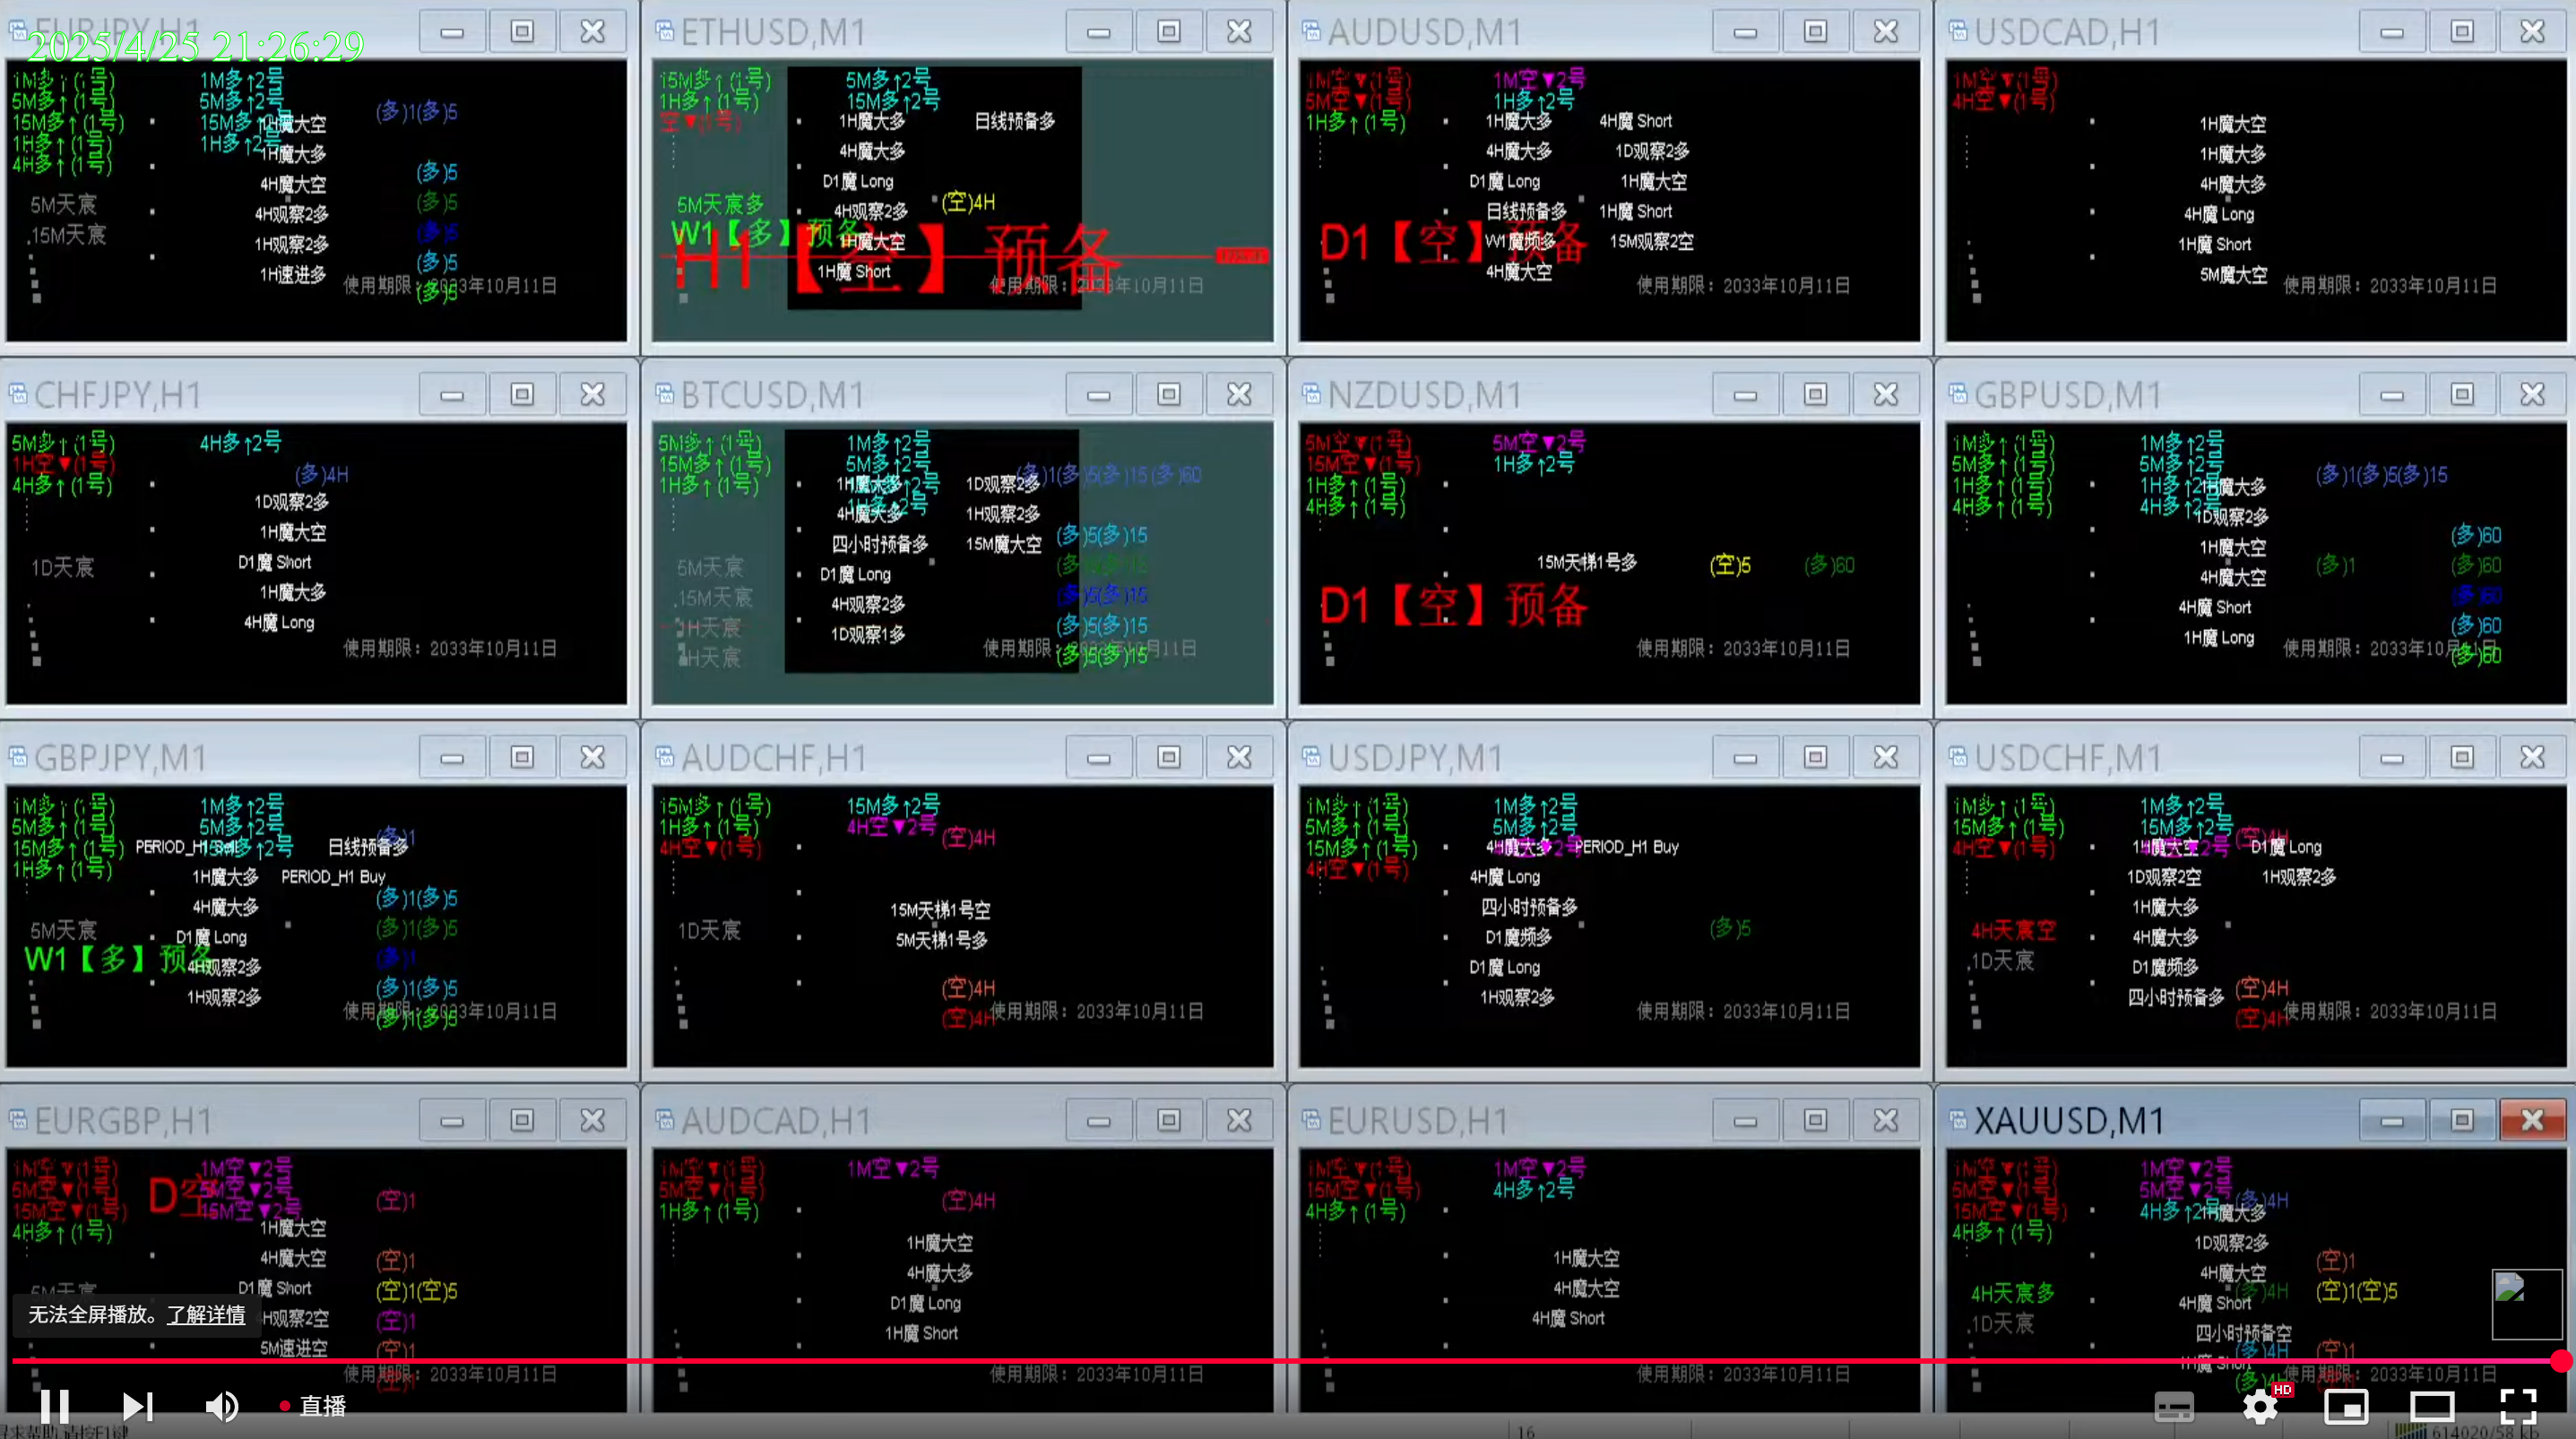 EURJPY,H1
2025/4/25 21:26:29
1M多↑(1号)
5M多↑(1号)
15M多↑(1号)
1H多↑(1号)
4H多↑(1号)
1M多↑2号
5M多↑2号
15M多↑2号
1H多↑2号
1H魔大空
1H魔大多
4H魔大空
4H观察2多
1H观察2多
1H速进多
(多)1(多)5
(多)5
(多)5
(多)5
(多)5
(多)5
5M天宸
15M天宸
使用期限：2033年10月11日
ETHUSD,M1
15M多↑(1号)
1H多↑(1号)
空▼(1号)
5M多↑2号
15M多↑2号
1H魔大多
日线预备多
4H魔大多
D1魔 Long
4H观察2多
(空)4H
1H魔大空
1H魔 Short
5M天宸多
W1【多】预备
H1【空】预备
使用期限：2033年10月11日
AUDUSD,M1
1M空▼(1号)
5M空▼(1号)
1H多↑(1号)
1M空▼2号
1H多↑2号
1H魔大多
4H魔 Short
4H魔大多
1D观察2多
D1魔 Long
1H魔大空
日线预备多
1H魔 Short
W1魔频多
15M观察2空
4H魔大空
D1【空】预备
使用期限：2033年10月11日
USDCAD,H1
1M空▼(1号)
4H空▼(1号)
1H魔大空
1H魔大多
4H魔大多
4H魔 Long
1H魔 Short
5M魔大空
使用期限：2033年10月11日
CHFJPY,H1
5M多↑(1号)
1H空▼(1号)
4H多↑(1号)
4H多↑2号
(多)4H
1D观察2多
1H魔大空
D1魔 Short
1H魔大多
4H魔 Long
1D天宸
使用期限：2033年10月11日
BTCUSD,M1
5M多↑(1号)
15M多↑(1号)
1H多↑(1号)
1M多↑2号
5M多↑2号
1H多↑2号
1H魔大多
1D观察2多
4H魔大多
1H观察2多
四小时预备多
15M魔大空
D1魔 Long
4H观察2多
1D观察1多
(多)1(多)5(多)15(多)60
(多)5(多)15
(多)5(多)15
(多)5(多)15
(多)5(多)15
5M天宸
15M天宸
1H天宸
使用期限：2033年10月11日
NZDUSD,M1
5M空▼(1号)
15M空▼(1号)
1H多↑(1号)
4H多↑(1号)
5M空▼2号
1H多↑2号
15M天梯1号多
(空)5
(多)60
D1【空】预备
使用期限：2033年10月11日
GBPUSD,M1
1M多↑(1号)
5M多↑(1号)
1H多↑(1号)
4H多↑(1号)
1M多↑2号
5M多↑2号
1H多↑2号
4H多↑2号
1H魔大多
1D观察2多
1H魔大空
4H魔大空
4H魔 Short
1H魔 Long
(多)1(多)5(多)15
(多)60
(多)1
(多)60
(多)60
(多)60
(多)60
使用期限：2033年10月11日
GBPJPY,M1
1M多↑(1号)
5M多↑(1号)
15M多↑(1号)
1H多↑(1号)
1M多↑2号
5M多↑2号
15M多↑2号
日线预备多
1H魔大多
PERIOD_H1 Buy
4H魔大多
D1魔 Long
4H观察2多
1H观察2多
(多)1
(多)1(多)5
(多)1(多)5
(多)1
(多)1(多)5
(多)1(多)5
5M天宸
W1【多】预备
使用期限：2033年10月11日
AUDCHF,H1
15M多↑(1号)
1H多↑(1号)
4H空▼(1号)
15M多↑2号
4H空▼2号
(空)4H
15M天梯1号空
5M天梯1号多
1D天宸
(空)4H
(空)4H
使用期限：2033年10月11日
USDJPY,M1
1M多↑(1号)
5M多↑(1号)
15M多↑(1号)
4H空▼(1号)
1M多↑2号
5M多↑2号
4H魔大多
PERIOD_H1 Buy
4H魔 Long
四小时预备多
D1魔频多
D1魔 Long
1H观察2多
(多)5
使用期限：2033年10月11日
USDCHF,M1
1M多↑(1号)
15M多↑(1号)
4H空▼(1号)
1M多↑2号
15M多↑2号
(空)4H
1H魔大空
D1魔 Long
1D观察2空
1H观察2多
1H魔大多
4H魔大多
D1魔频多
四小时预备多
4H天宸空
1D天宸
(空)4H
(空)4H
使用期限：2033年10月11日
EURGBP,H1
1M空▼(1号)
5M空▼(1号)
15M空▼(1号)
4H多↑(1号)
D空
1M空▼2号
5M空▼2号
15M空▼2号
1H魔大空
4H魔大空
D1魔 Short
4H观察2空
5M速进空
(空)1
(空)1
(空)1(空)5
(空)1
(空)1
5M天宸
使用期限：2033年10月11日
AUDCAD,H1
1M空▼(1号)
5M空▼(1号)
1H多↑(1号)
1M空▼2号
(空)4H
1H魔大空
4H魔大多
D1魔 Long
1H魔 Short
使用期限：2033年10月11日
EURUSD,H1
1M空▼(1号)
15M空▼(1号)
4H多↑(1号)
1M空▼2号
4H多↑2号
1H魔大空
4H魔大空
4H魔 Short
使用期限：2033年10月11日
XAUUSD,M1
1M空▼(1号)
5M空▼(1号)
15M空▼(1号)
4H多↑(1号)
1M空▼2号
5M空▼2号
4H多↑2号
(多)4H
1H魔大多
1D观察2多
4H魔大空
4H魔 Short
四小时预备空
1H魔 Short
(空)1
(多)4H
(空)1(空)5
(多)4H
(空)1
4H天宸多
1D天宸
使用期限：2033年10月11日
无法全屏播放。了解详情
直播
HD
16
614020/58 kb